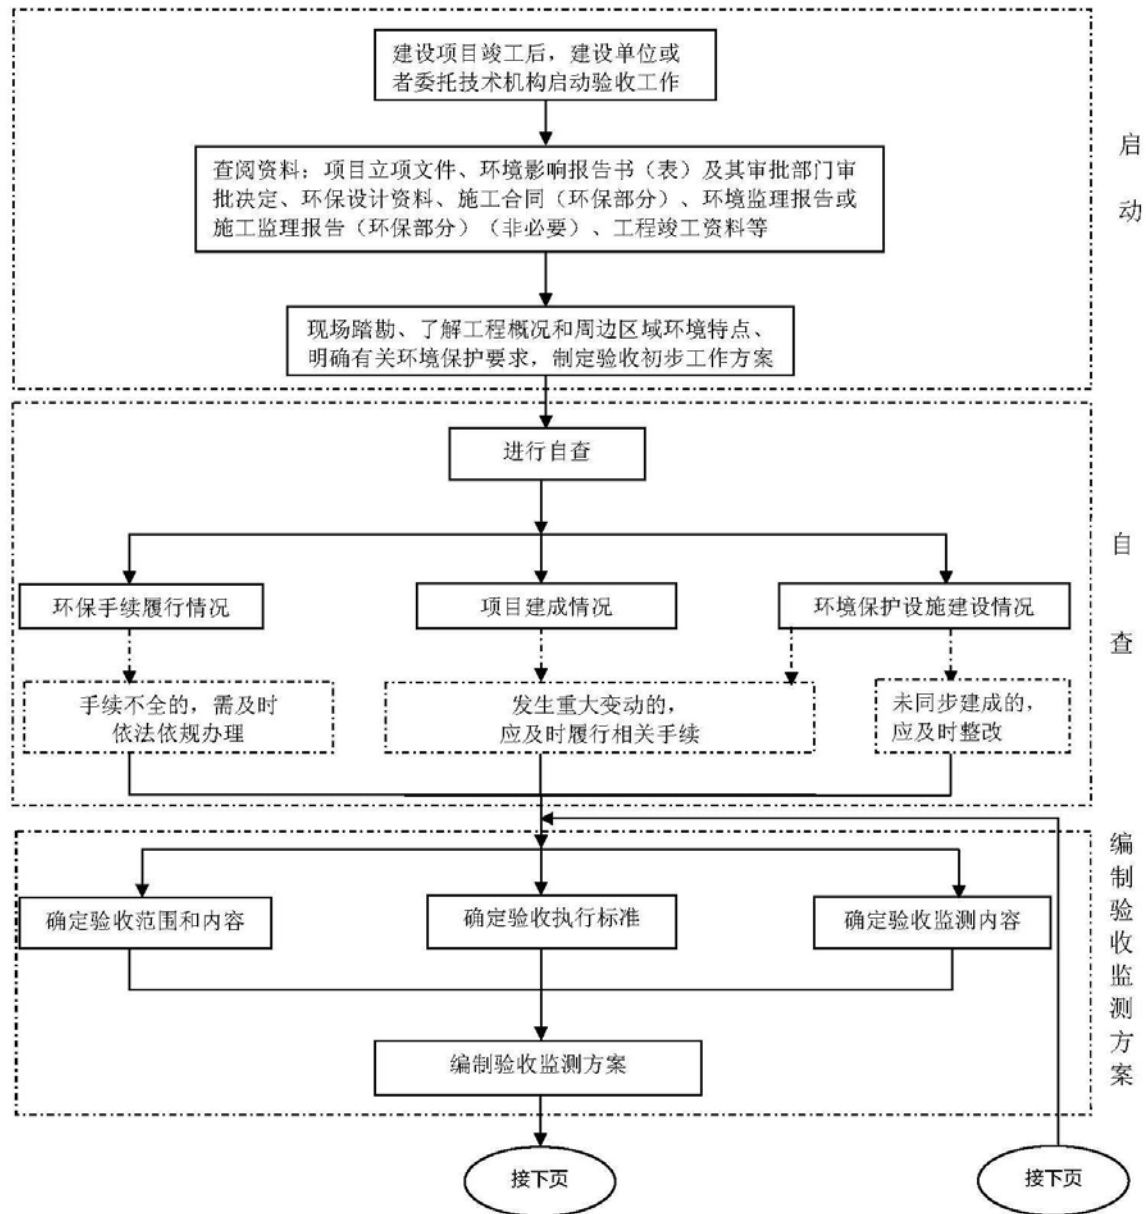 建设项目竣工后，建设单位或
者委托技术机构启动验收工作
查阅资料：项目立项文件、环境影响报告书（表）及其审批部门审
批决定、环保设计资料、施工合同（环保部分）、环境监理报告或
施工监理报告（环保部分）（非必要）、工程竣工资料等
现场踏勘、了解工程概况和周边区域环境特点、
明确有关环境保护要求，制定验收初步工作方案
启
动
进行自查
环保手续履行情况
项目建成情况
环境保护设施建设情况
手续不全的，需及时
依法依规办理
发生重大变动的，
应及时履行相关手续
未同步建成的，
应及时整改
自
查
确定验收范围和内容
确定验收执行标准
确定验收监测内容
编制验收监测方案
编
制
验
收
监
测
方
案
接下页
接下页